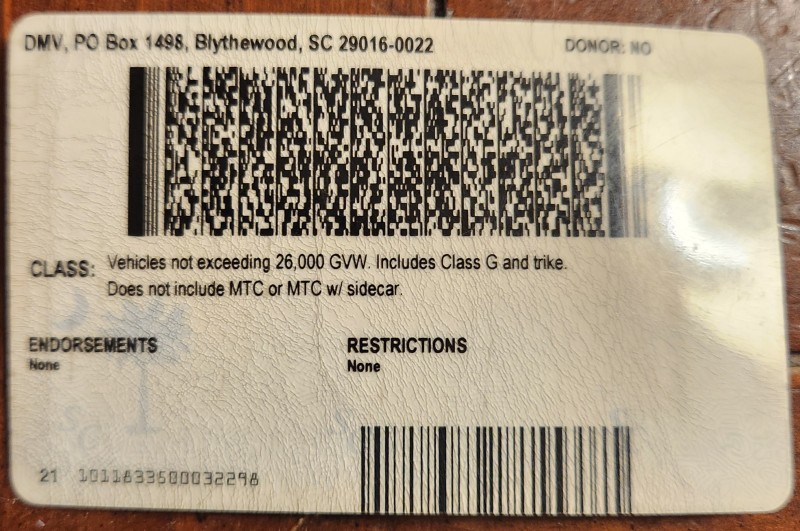 DMV, PO Box 1498, Blythewood, SC 29016-0022
DONOR: NO
CLASS: Vehicles not exceeding 26,000 GVW. Includes Class G and trike.
Does not include MTC or MTC w/ sidecar.
ENDORSEMENTS
None
RESTRICTIONS
None
21 1011833500032298